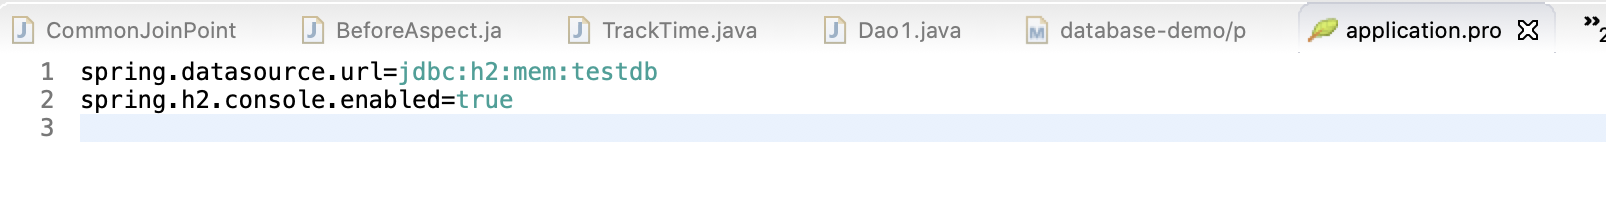 CommonJoinPoint BeforeAspect.ja TrackTime.java Dao1.java database-demo/p application.pro »2
1 spring.datasource.url=jdbc:h2:mem:testdb
2 spring.h2.console.enabled=true
3